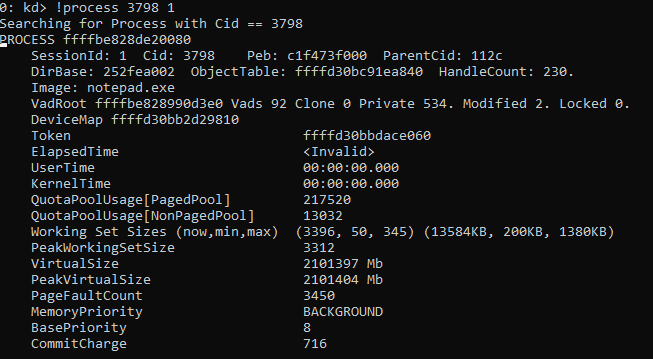 0: kd> !process 3798 1
Searching for Process with Cid == 3798
PROCESS ffffbe828de20080
    SessionId: 1  Cid: 3798    Peb: c1f473f000  ParentCid: 112c
    DirBase: 252fea002  ObjectTable: ffffd30bc91ea840  HandleCount: 230.
    Image: notepad.exe
    VadRoot ffffbe828990d3e0 Vads 92 Clone 0 Private 534. Modified 2. Locked 0.
    DeviceMap ffffd30bb2d29810
    Token                             ffffd30bbdace060
    ElapsedTime                       <Invalid>
    UserTime                          00:00:00.000
    KernelTime                        00:00:00.000
    QuotaPoolUsage[PagedPool]         217520
    QuotaPoolUsage[NonPagedPool]      13032
    Working Set Sizes (now,min,max)  (3396, 50, 345) (13584KB, 200KB, 1380KB)
    PeakWorkingSetSize                3312
    VirtualSize                       2101397 Mb
    PeakVirtualSize                   2101404 Mb
    PageFaultCount                    3450
    MemoryPriority                    BACKGROUND
    BasePriority                      8
    CommitCharge                      716